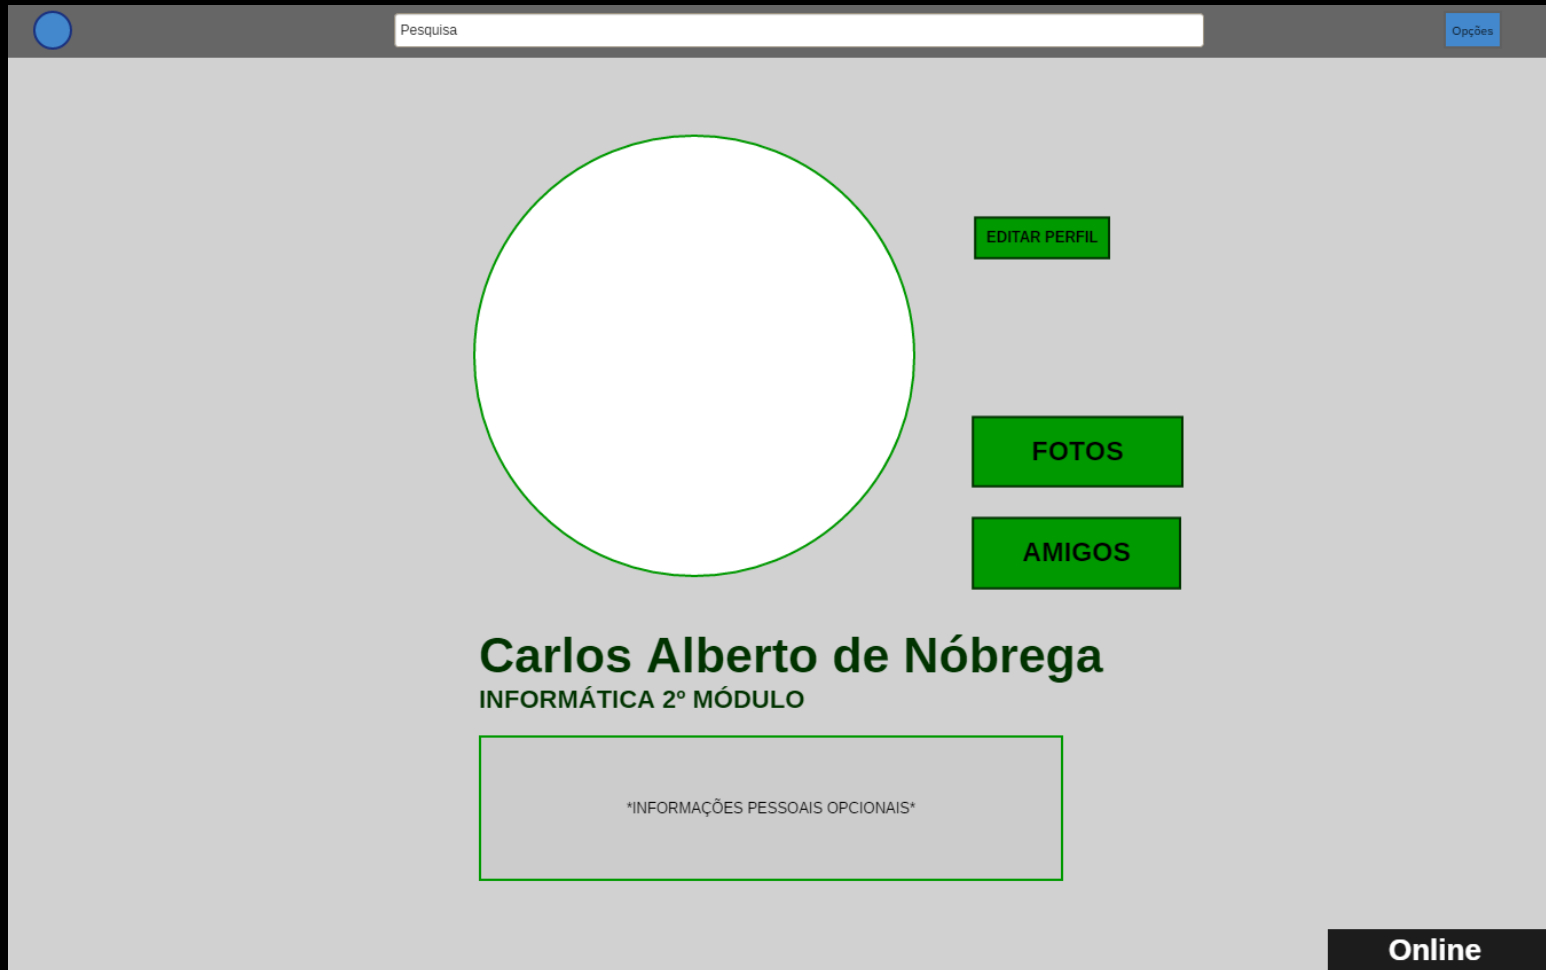 Pesquisa
Opções
EDITAR PERFIL
FOTOS
AMIGOS
Carlos Alberto de Nóbrega
INFORMÁTICA 2º MÓDULO
*INFORMAÇÕES PESSOAIS OPCIONAIS*
Online